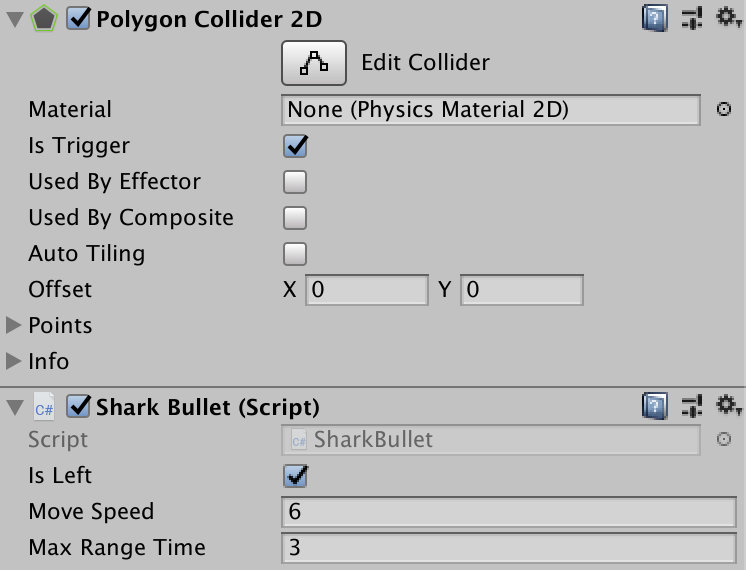 Polygon Collider 2D
Edit Collider
Material None (Physics Material 2D)
Is Trigger
Used By Effector
Used By Composite
Auto Tiling
Offset X 0 Y 0
Points
Info
C# Shark Bullet (Script)
Script C# SharkBullet
Is Left
Move Speed 6
Max Range Time 3